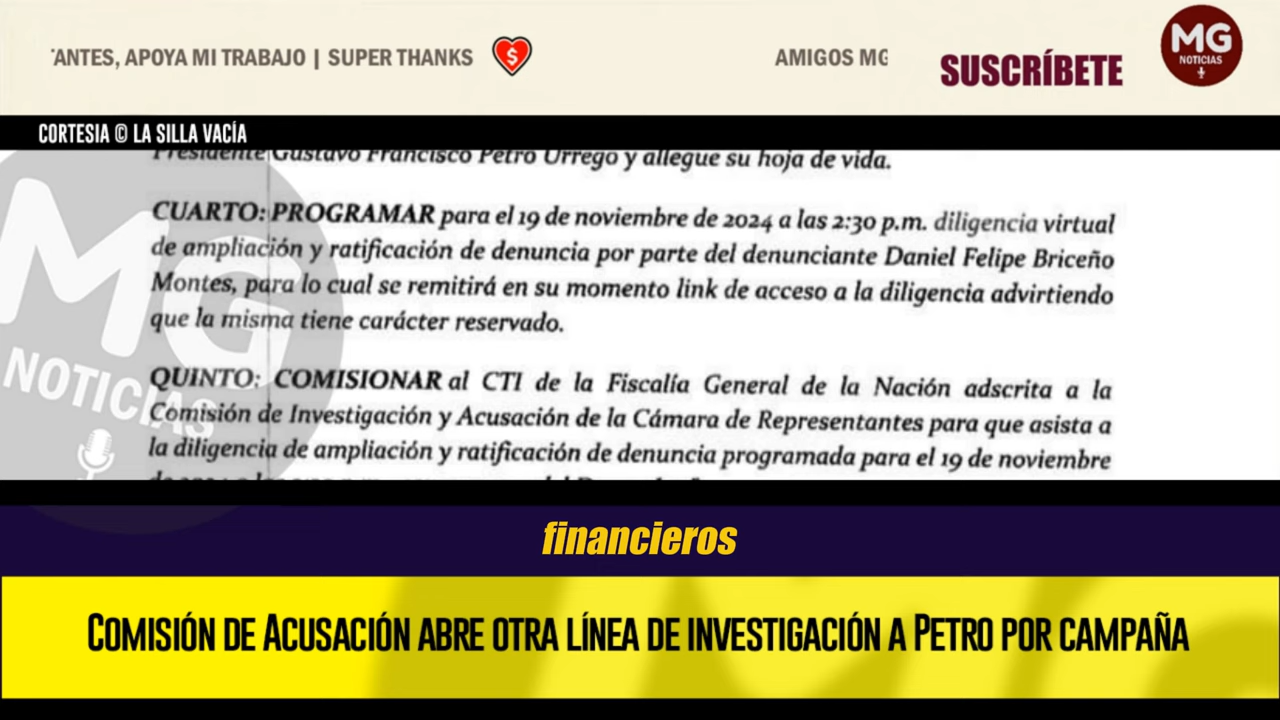 TANTES, APOYA MI TRABAJO | SUPER THANKS
AMIGOS MG
SUSCRÍBETE
MG
NOTICIAS
CORTESIA © LA SILLA VACÍA
Presidente Gustavo Francisco Petro Urrego y allegue su hoja de vida.
CUARTO: PROGRAMAR para el 19 de noviembre de 2024 a las 2:30 p.m. diligencia virtual
de ampliación y ratificación de denuncia por parte del denunciante Daniel Felipe Briceño
Montes, para lo cual se remitirá en su momento link de acceso a la diligencia advirtiendo
que la misma tiene carácter reservado.
QUINTO: COMISIONAR al CTI de la Fiscalía General de la Nación adscrita a la
Comisión de Investigación y Acusación de la Cámara de Representantes para que asista a
la diligencia de ampliación y ratificación de denuncia programada para el 19 de noviembre
MG
NOTICIAS
financieros
COMISIÓN DE ACUSACIÓN ABRE OTRA LÍNEA DE INVESTIGACIÓN A PETRO POR CAMPAÑA